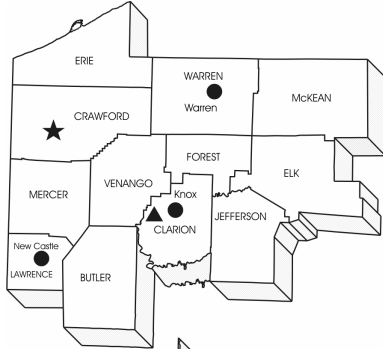 ERIE
WARREN
Warren
McKEAN
CRAWFORD
FOREST
ELK
VENANGO
MERCER
Knox
CLARION
JEFFERSON
New Castle
LAWRENCE
BUTLER